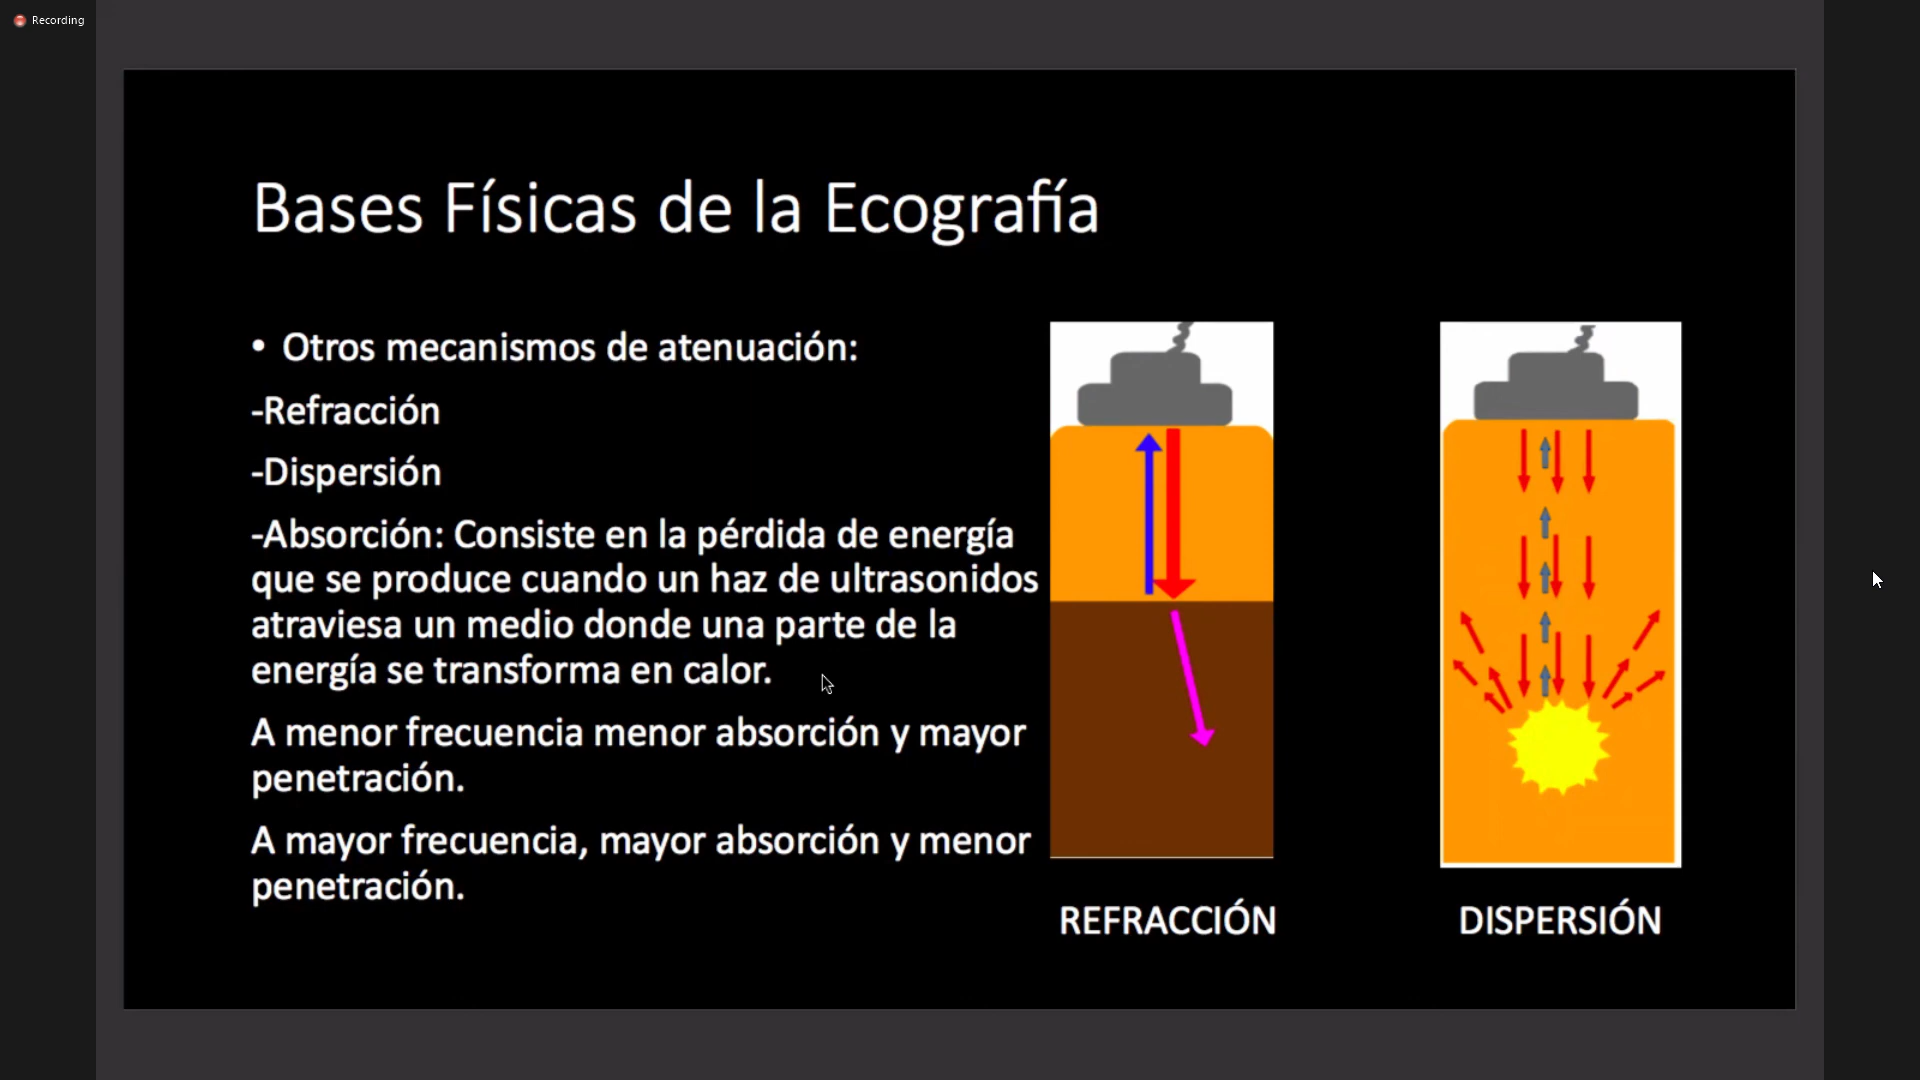 Recording
Bases Físicas de la Ecografía
• Otros mecanismos de atenuación:
-Refracción
-Dispersión
-Absorción: Consiste en la pérdida de energía
que se produce cuando un haz de ultrasonidos
atraviesa un medio donde una parte de la
energía se transforma en calor.
A menor frecuencia menor absorción y mayor
penetración.
A mayor frecuencia, mayor absorción y menor
penetración.
REFRACCIÓN
DISPERSIÓN